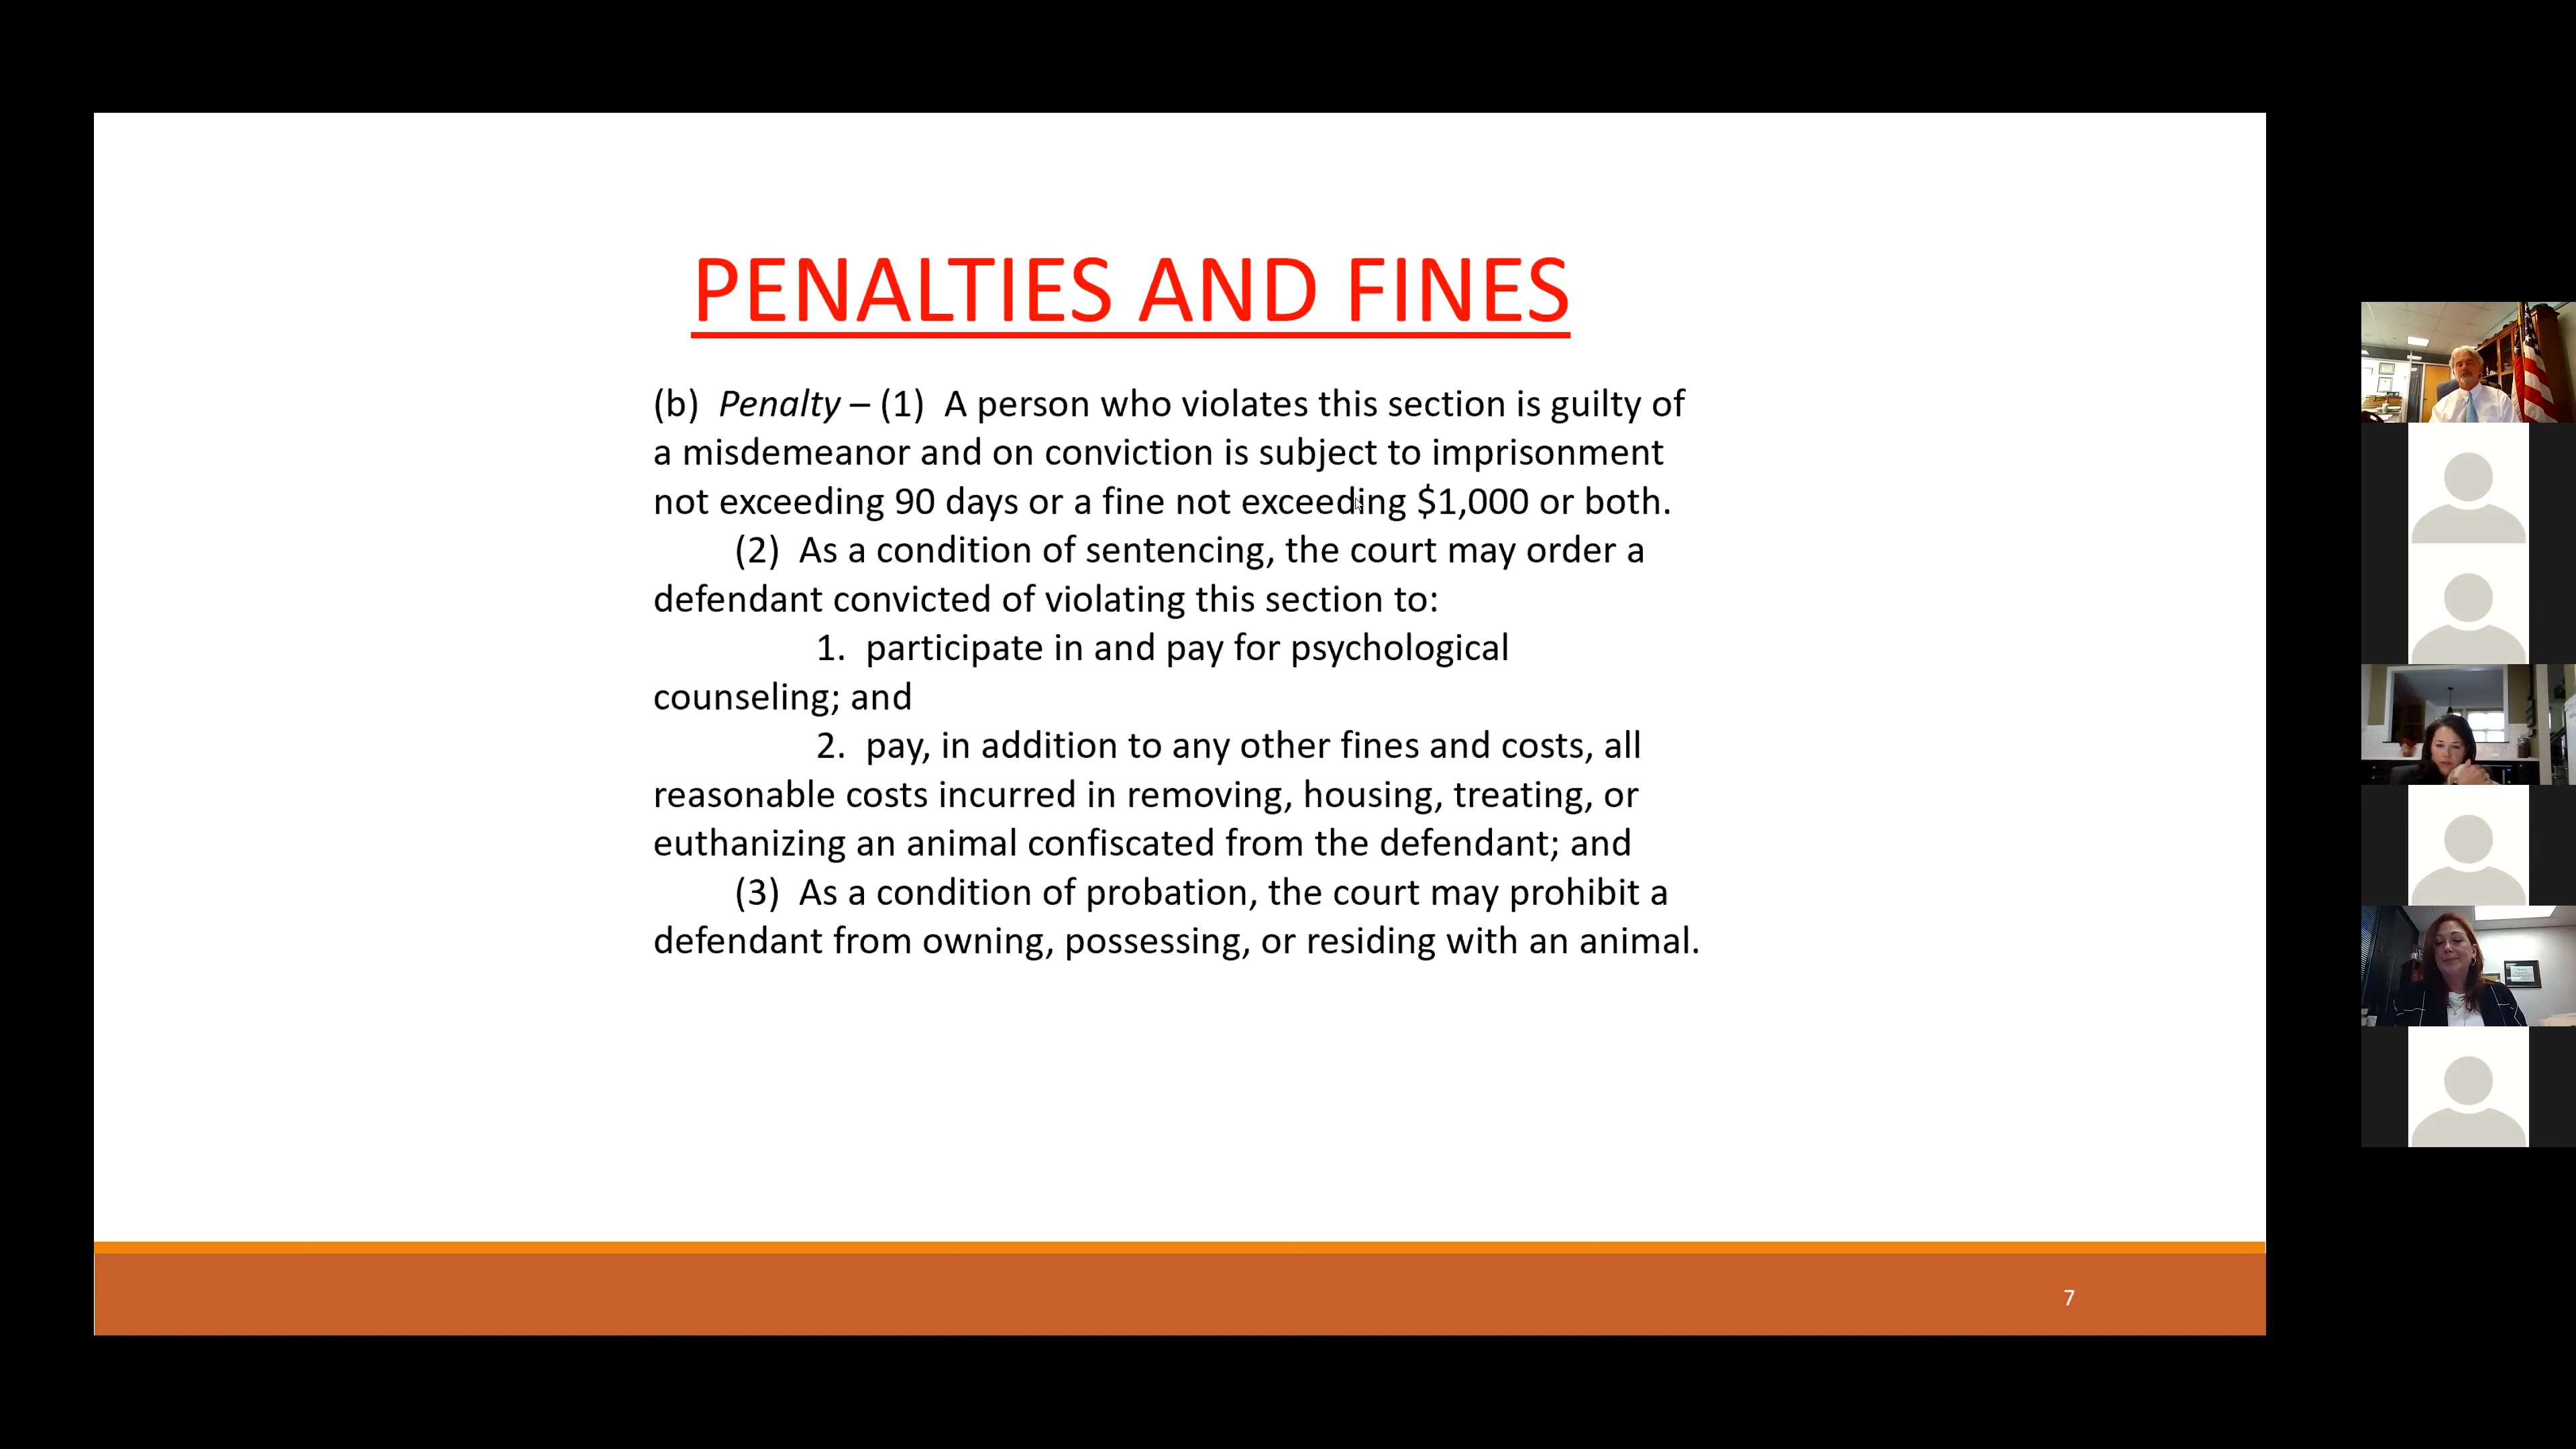 PENALTIES AND FINES
(b) Penalty – (1) A person who violates this section is guilty of
a misdemeanor and on conviction is subject to imprisonment
not exceeding 90 days or a fine not exceeding $1,000 or both.
(2) As a condition of sentencing, the court may order a
defendant convicted of violating this section to:
1. participate in and pay for psychological
counseling; and
2. pay, in addition to any other fines and costs, all
reasonable costs incurred in removing, housing, treating, or
euthanizing an animal confiscated from the defendant; and
(3) As a condition of probation, the court may prohibit a
defendant from owning, possessing, or residing with an animal.
7